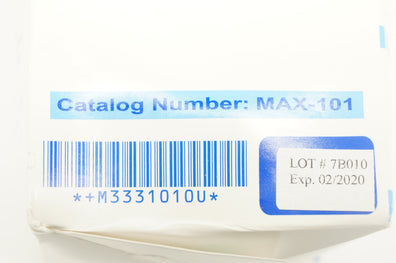 Catalog Number: MAX-101
*+M3331010U*
LOT # 7B010
Exp. 02/2020